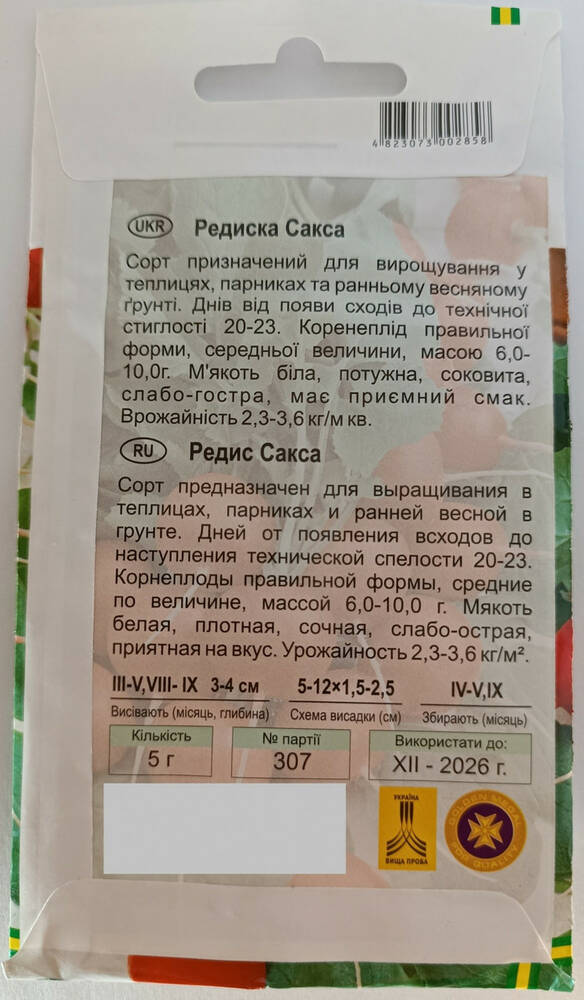 4823073002858
UKR Редиска Сакса
Сорт призначений для вирощування у
теплицях, парниках та ранньому весняному
ґрунті. Днів від появи сходів до технічної
стиглості 20-23. Коренеплід правильної
форми, середньої величини, масою 6,0-
10,0г. М'якоть біла, потужна, соковита,
слабо-гостра, має приємний смак.
Врожайність 2,3-3,6 кг/м кв.
RU Редис Сакса
Сорт предназначен для выращивания в
теплицах, парниках и ранней весной в
грунте. Дней от появления всходов до
наступления технической спелости 20-23.
Корнеплоды правильной формы, средние
по величине, массой 6,0-10,0 г. Мякоть
белая, плотная, сочная, слабо-острая,
приятная на вкус. Урожайность 2,3-3,6 кг/м².
III-V,VIII- IX 3-4 см 5-12×1,5-2,5 IV-V,IX
Висівають (місяць, глибина) Схема висадки (см) Збирають (місяць)
Кількість № партії Використати до:
5 г 307 XII - 2026 г.
УКРАЇНА
ВИЩА ПРОБА
GOLDEN MEDAL
FOR QUALITY